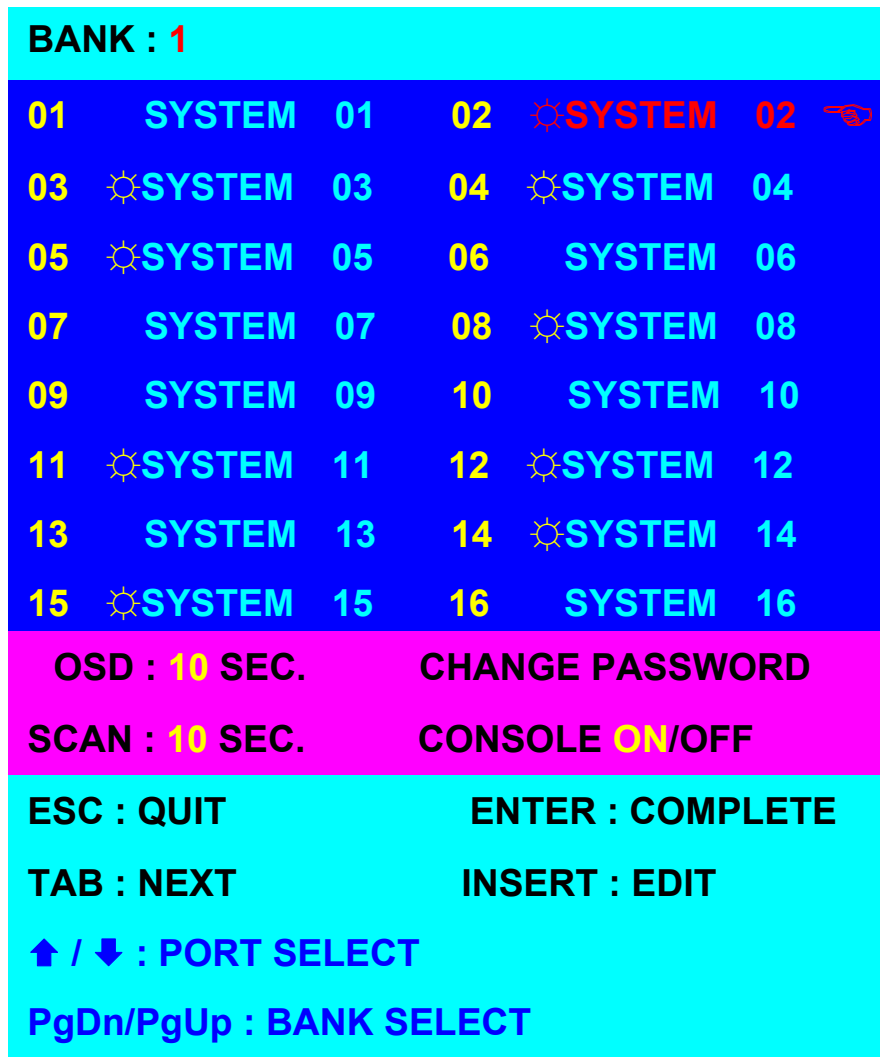 BANK : 1
01 SYSTEM 01 02 ☼SYSTEM 02 ☜
03 ☼SYSTEM 03 04 ☼SYSTEM 04
05 ☼SYSTEM 05 06 SYSTEM 06
07 SYSTEM 07 08 ☼SYSTEM 08
09 SYSTEM 09 10 SYSTEM 10
11 ☼SYSTEM 11 12 ☼SYSTEM 12
13 SYSTEM 13 14 ☼SYSTEM 14
15 ☼SYSTEM 15 16 SYSTEM 16
OSD : 10 SEC. CHANGE PASSWORD
SCAN : 10 SEC. CONSOLE ON/OFF
ESC : QUIT ENTER : COMPLETE
TAB : NEXT INSERT : EDIT
🡅 / 🡇 : PORT SELECT
PgDn/PgUp : BANK SELECT